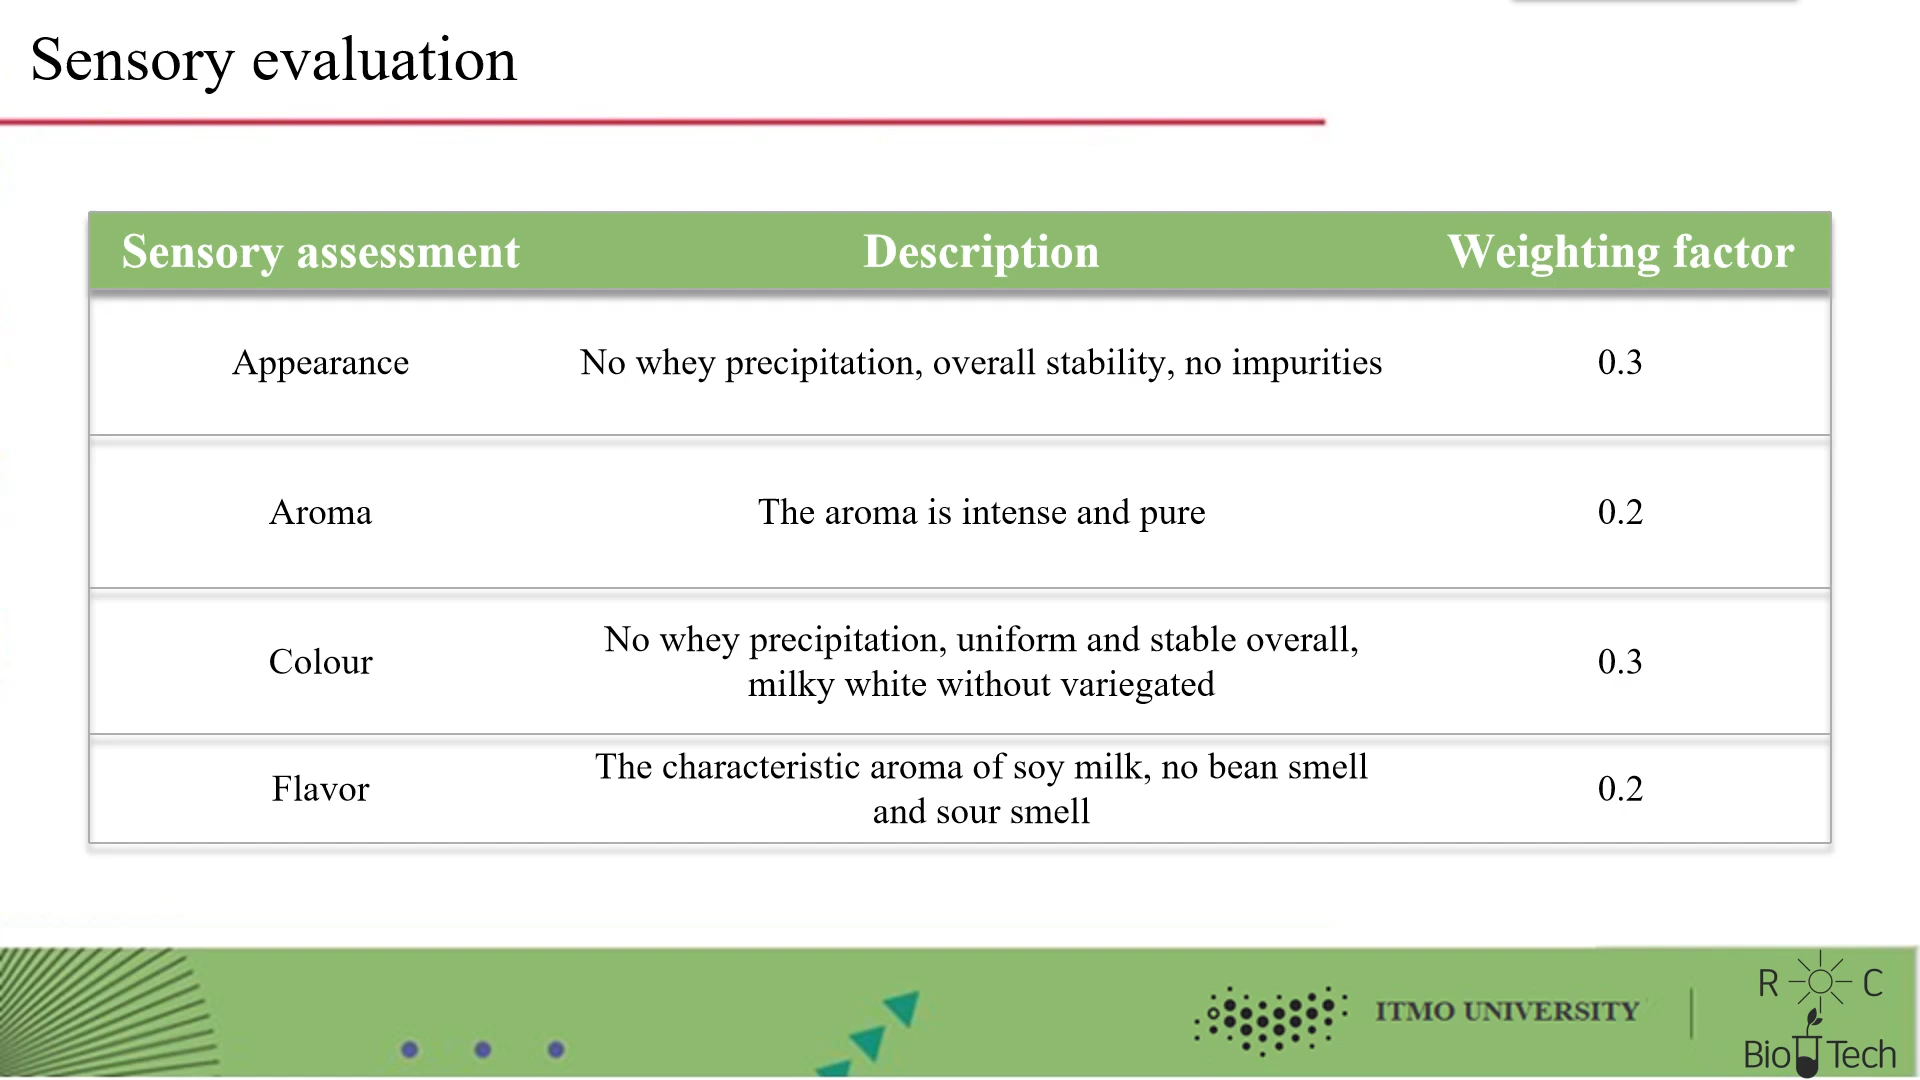 Sensory evaluation
Sensory assessment Description Weighting factor
Appearance No whey precipitation, overall stability, no impurities 0.3
Aroma The aroma is intense and pure 0.2
Colour No whey precipitation, uniform and stable overall,
milky white without variegated 0.3
Flavor The characteristic aroma of soy milk, no bean smell
and sour smell 0.2
ITMO UNIVERSITY
R C
Bio Tech